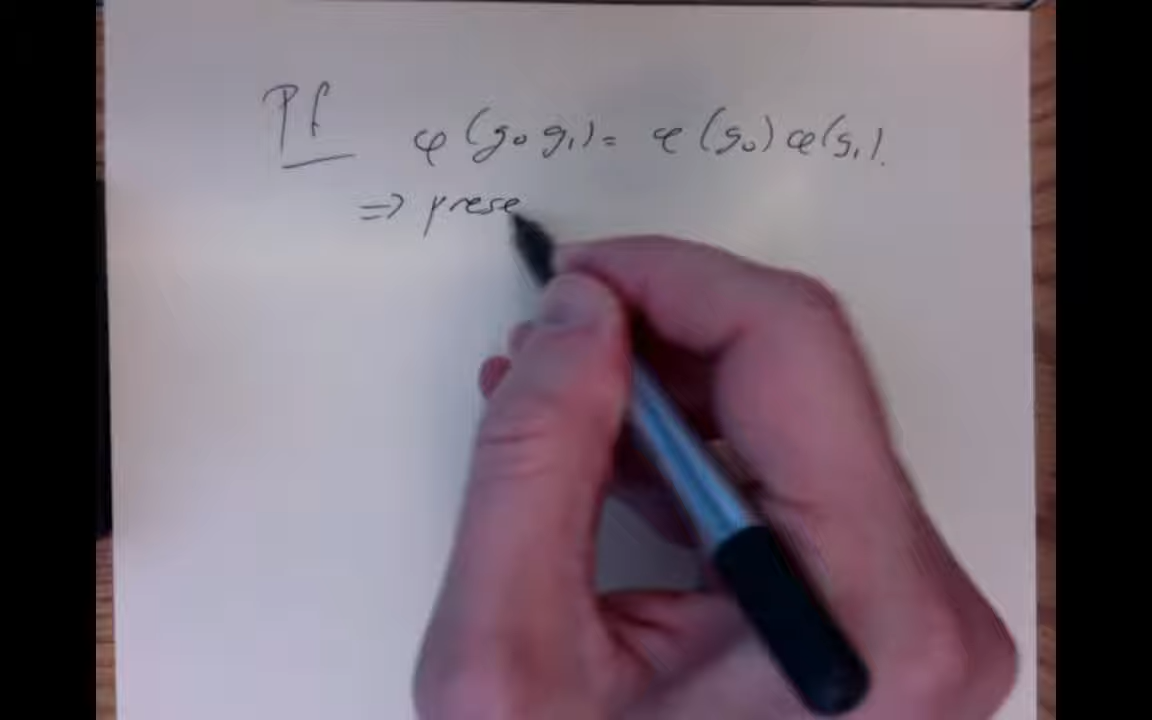 Pf φ(g₀g₁) = φ(g₀)φ(g₁).
⇒ prese